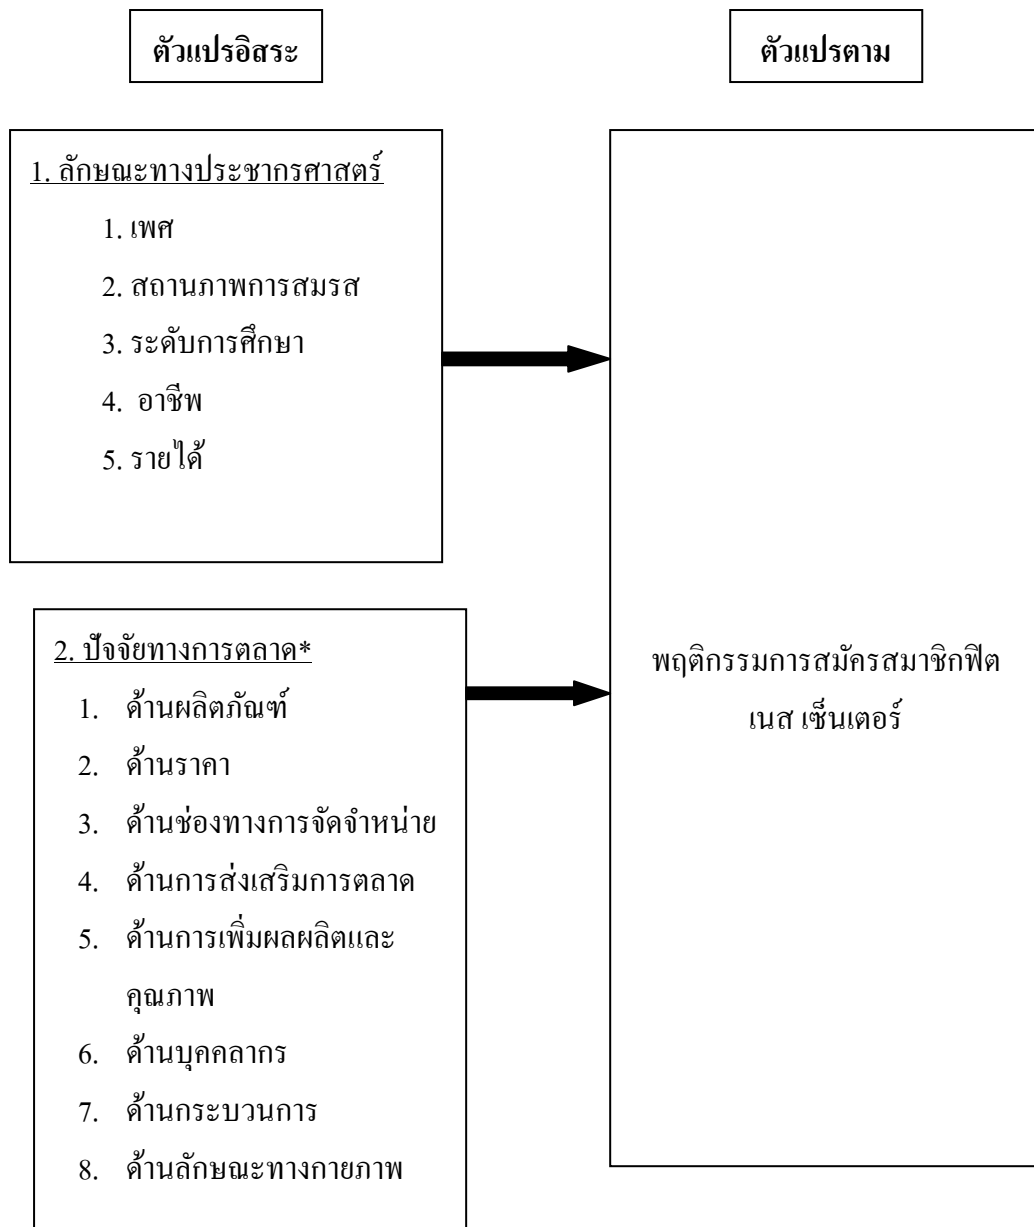 ตัวแปรอิสระ
ตัวแปรตาม
1. ลักษณะทางประชากรศาสตร์
1. เพศ
2. สถานภาพการสมรส
3. ระดับการศึกษา
4. อาชีพ
5. รายได้
2. ปัจจัยทางการตลาด*
1. ด้านผลิตภัณฑ์
2. ด้านราคา
3. ด้านช่องทางการจัดจำหน่าย
4. ด้านการส่งเสริมการตลาด
5. ด้านการเพิ่มผลผลิตและ
คุณภาพ
6. ด้านบุคคลากร
7. ด้านกระบวนการ
8. ด้านลักษณะทางกายภาพ
พฤติกรรมการสมัครสมาชิกฟิต
เนส เซ็นเตอร์